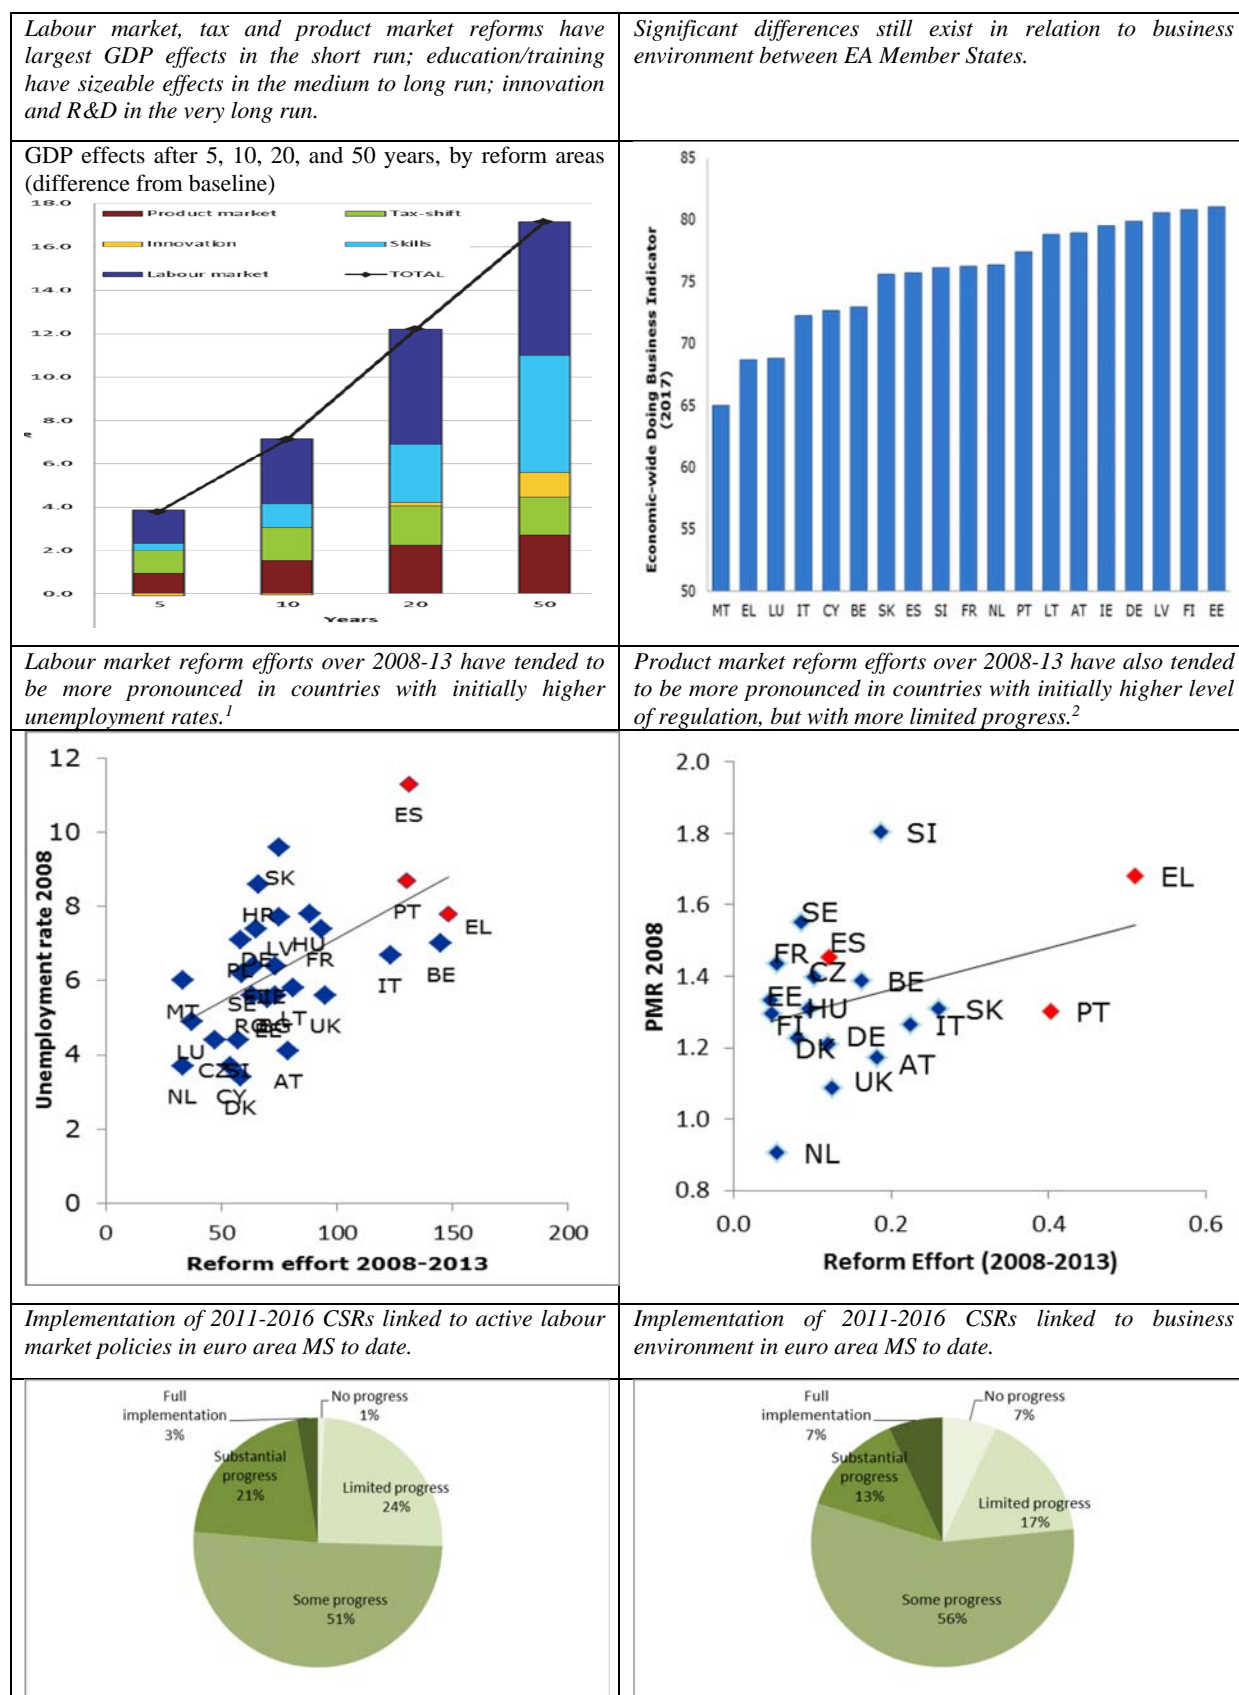 Labour market, tax and product market reforms have
largest GDP effects in the short run; education/training
have sizeable effects in the medium to long run; innovation
and R&D in the very long run.
Significant differences still exist in relation to business
environment between EA Member States.
GDP effects after 5, 10, 20, and 50 years, by reform areas
(difference from baseline)
18.0
16.0
14.0
12.0
10.0
8.0
6.0
4.0
2.0
0.0
Product market
Tax-shift
Innovation
Skills
Labour market
TOTAL
5
10
20
50
Years
Economic-wide Doing Business Indicator
(2017)
85
80
75
70
65
60
55
50
MT EL LU IT CY BE SK ES SI FR NL PT LT AT IE DE LV FI EE
Labour market reform efforts over 2008-13 have tended to
be more pronounced in countries with initially higher
unemployment rates.1
Product market reform efforts over 2008-13 have also tended
to be more pronounced in countries with initially higher level
of regulation, but with more limited progress.2
Unemployment rate 2008
12
10
8
6
4
2
0
ES
SK
HR
PT
EL
LV
HU
DE
FR
PL
BE
IT
MT
SE
IE
RO
BG
EE
LT
UK
LU
CZ
SI
AT
NL
CY
DK
0
50
100
150
200
Reform effort 2008-2013
PMR 2008
2.0
1.8
1.6
1.4
1.2
1.0
0.8
SI
EL
SE
ES
FR
CZ
BE
EE
HU
SK
PT
FI
IT
DK
DE
AT
UK
NL
0.0
0.2
0.4
0.6
Reform Effort (2008-2013)
Implementation of 2011-2016 CSRs linked to active labour
market policies in euro area MS to date.
Implementation of 2011-2016 CSRs linked to business
environment in euro area MS to date.
Full
implementation
3%
No progress
1%
Substantial
progress
21%
Limited progress
24%
Some progress
51%
Full
implementation
7%
No progress
7%
Substantial
progress
13%
Limited progress
17%
Some progress
56%